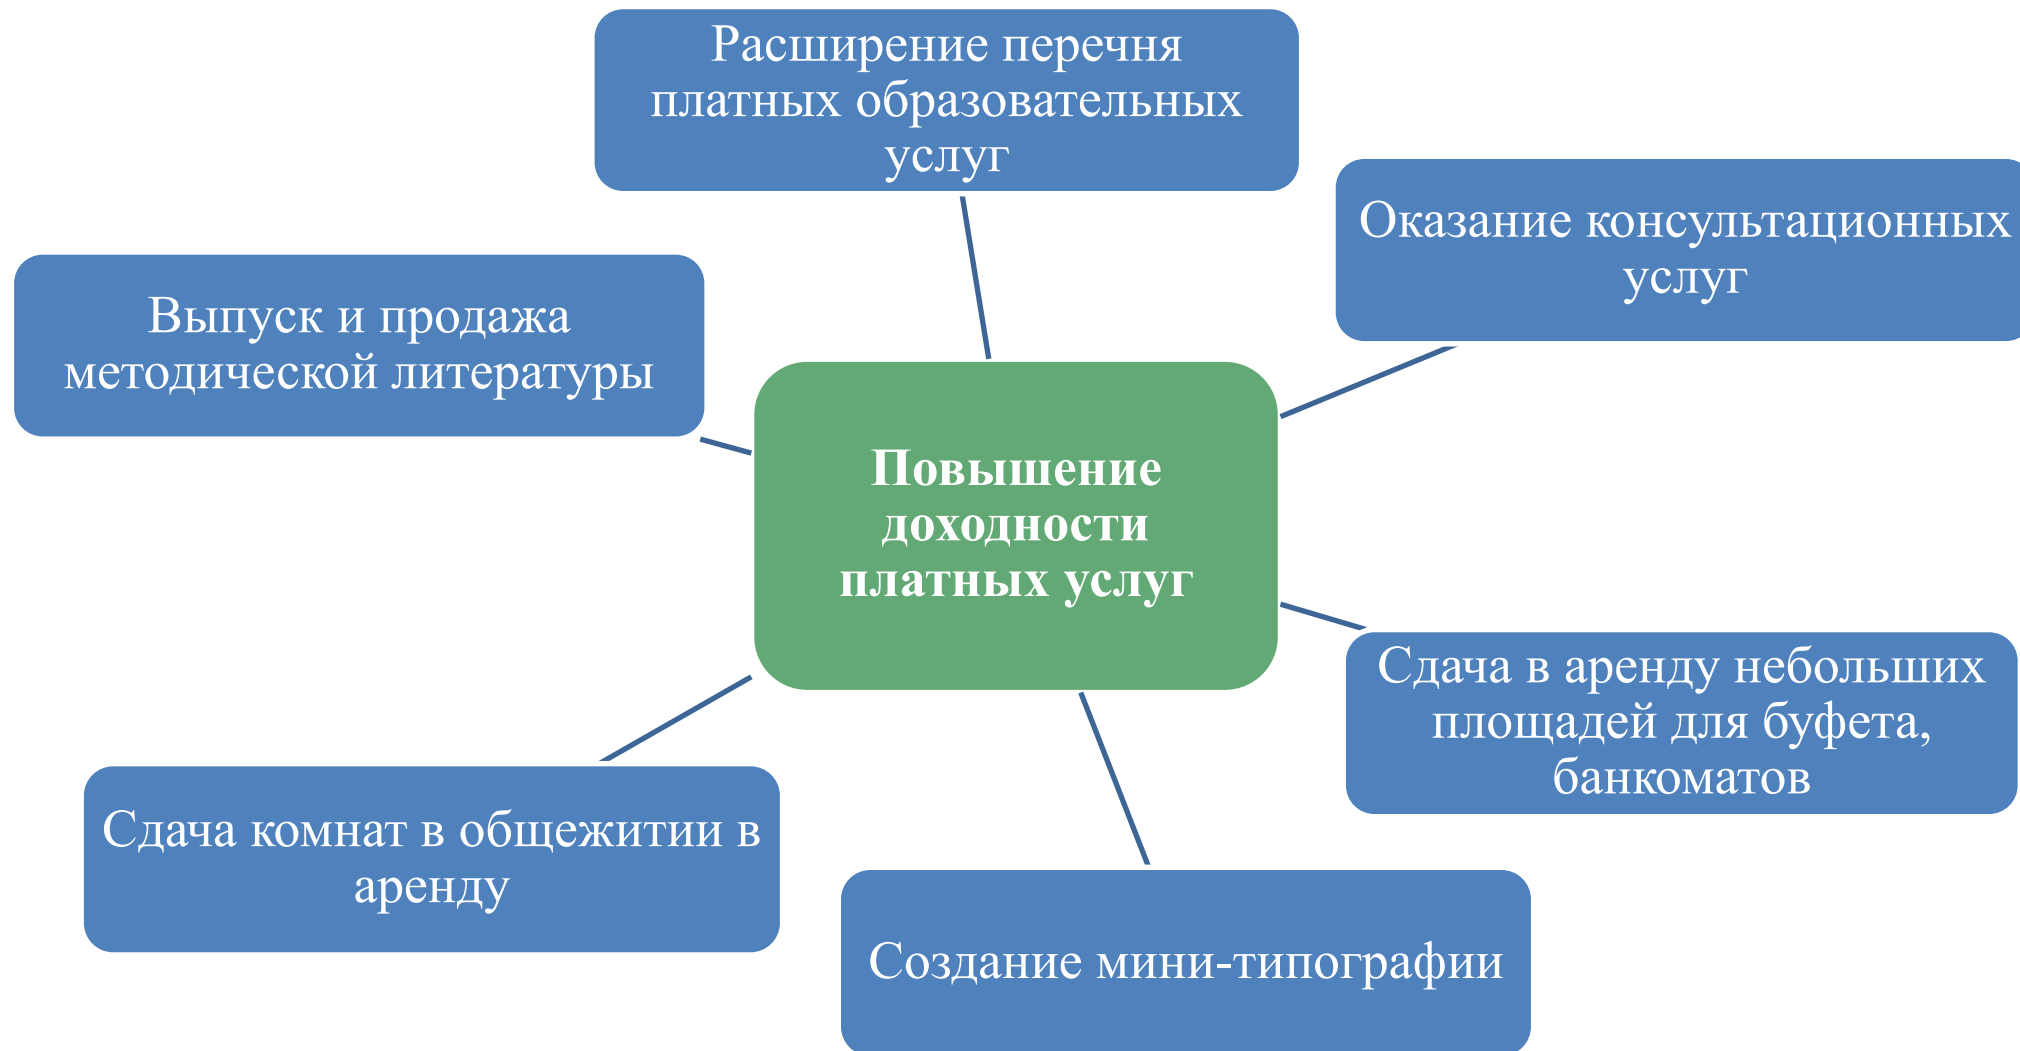 Расширение перечня
платных образовательных
услуг
Оказание консультационных
услуг
Выпуск и продажа
методической литературы
Повышение
доходности
платных услуг
Сдача в аренду небольших
площадей для буфета,
банкоматов
Сдача комнат в общежитии в
аренду
Создание мини-типографии